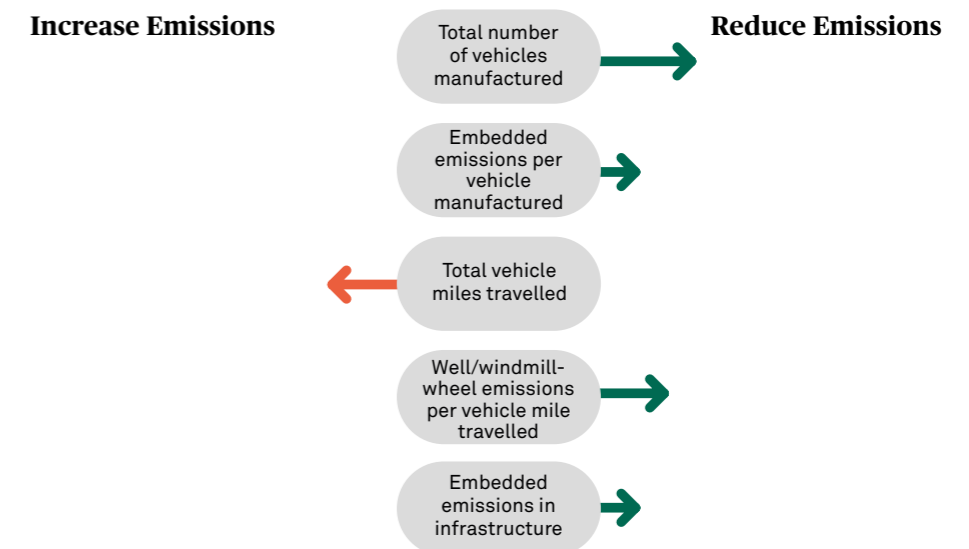 Increase Emissions
Reduce Emissions
Total number
of vehicles
manufactured
Embedded
emissions per
vehicle
manufactured
Total vehicle
miles travelled
Well/windmill-
wheel emissions
per vehicle mile
travelled
Embedded
emissions in
infrastructure